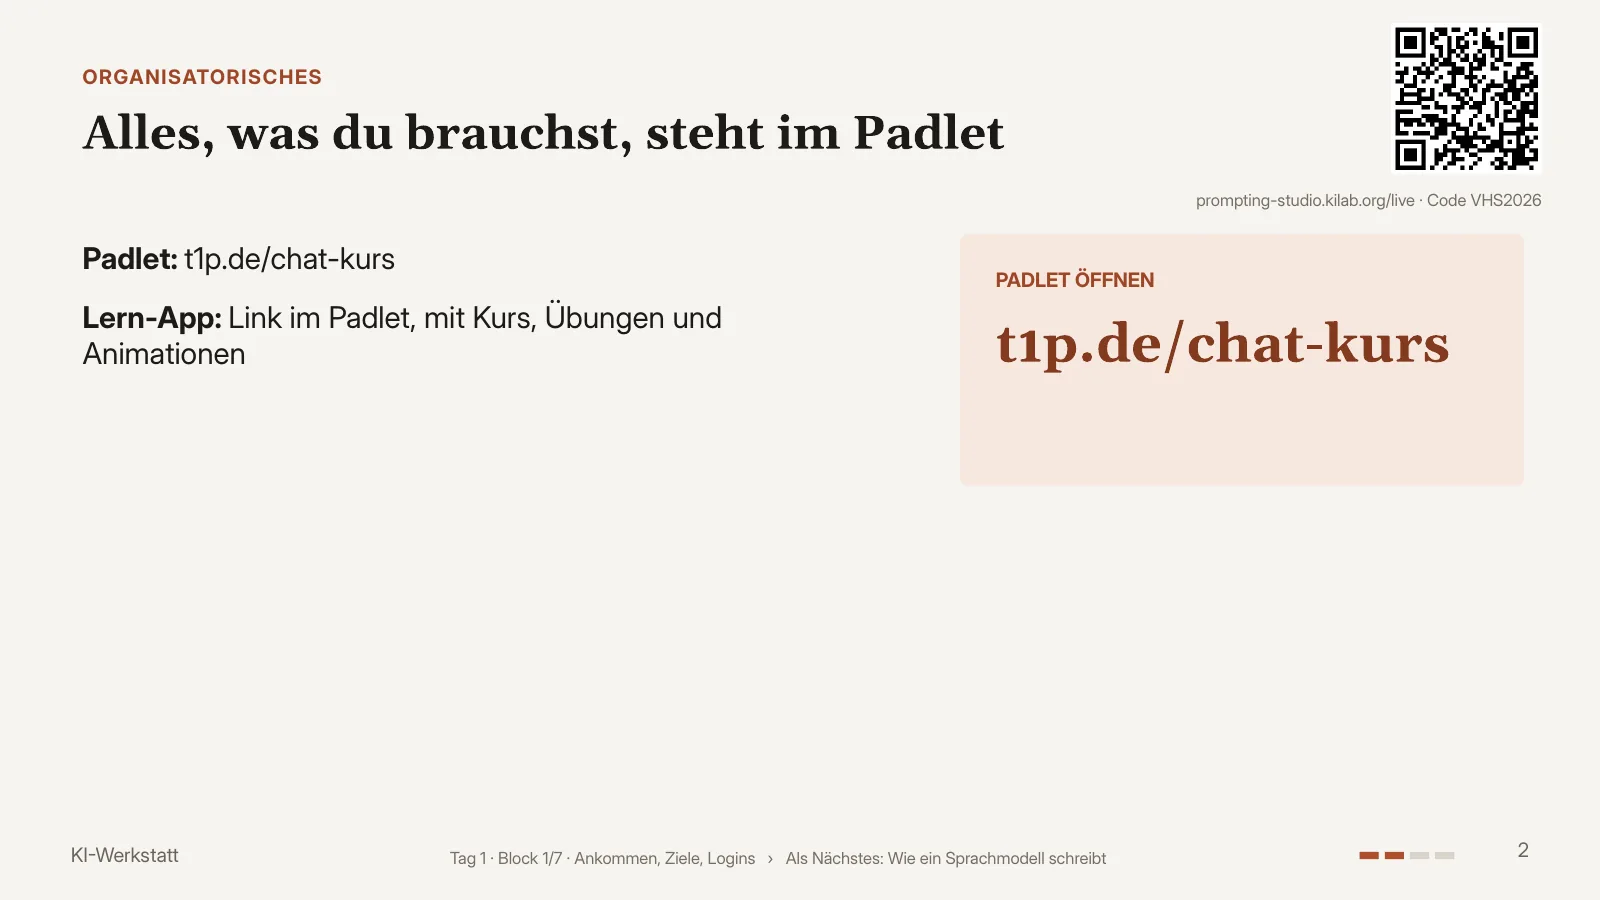 ORGANISATORISCHES
Alles, was du brauchst, steht im Padlet
prompting-studio.kilab.org/live · Code VHS2026
Padlet: t1p.de/chat-kurs
Lern-App: Link im Padlet, mit Kurs, Übungen und
Animationen
PADLET ÖFFNEN
t1p.de/chat-kurs
KI-Werkstatt
Tag 1 · Block 1/7 · Ankommen, Ziele, Logins › Als Nächstes: Wie ein Sprachmodell schreibt
2